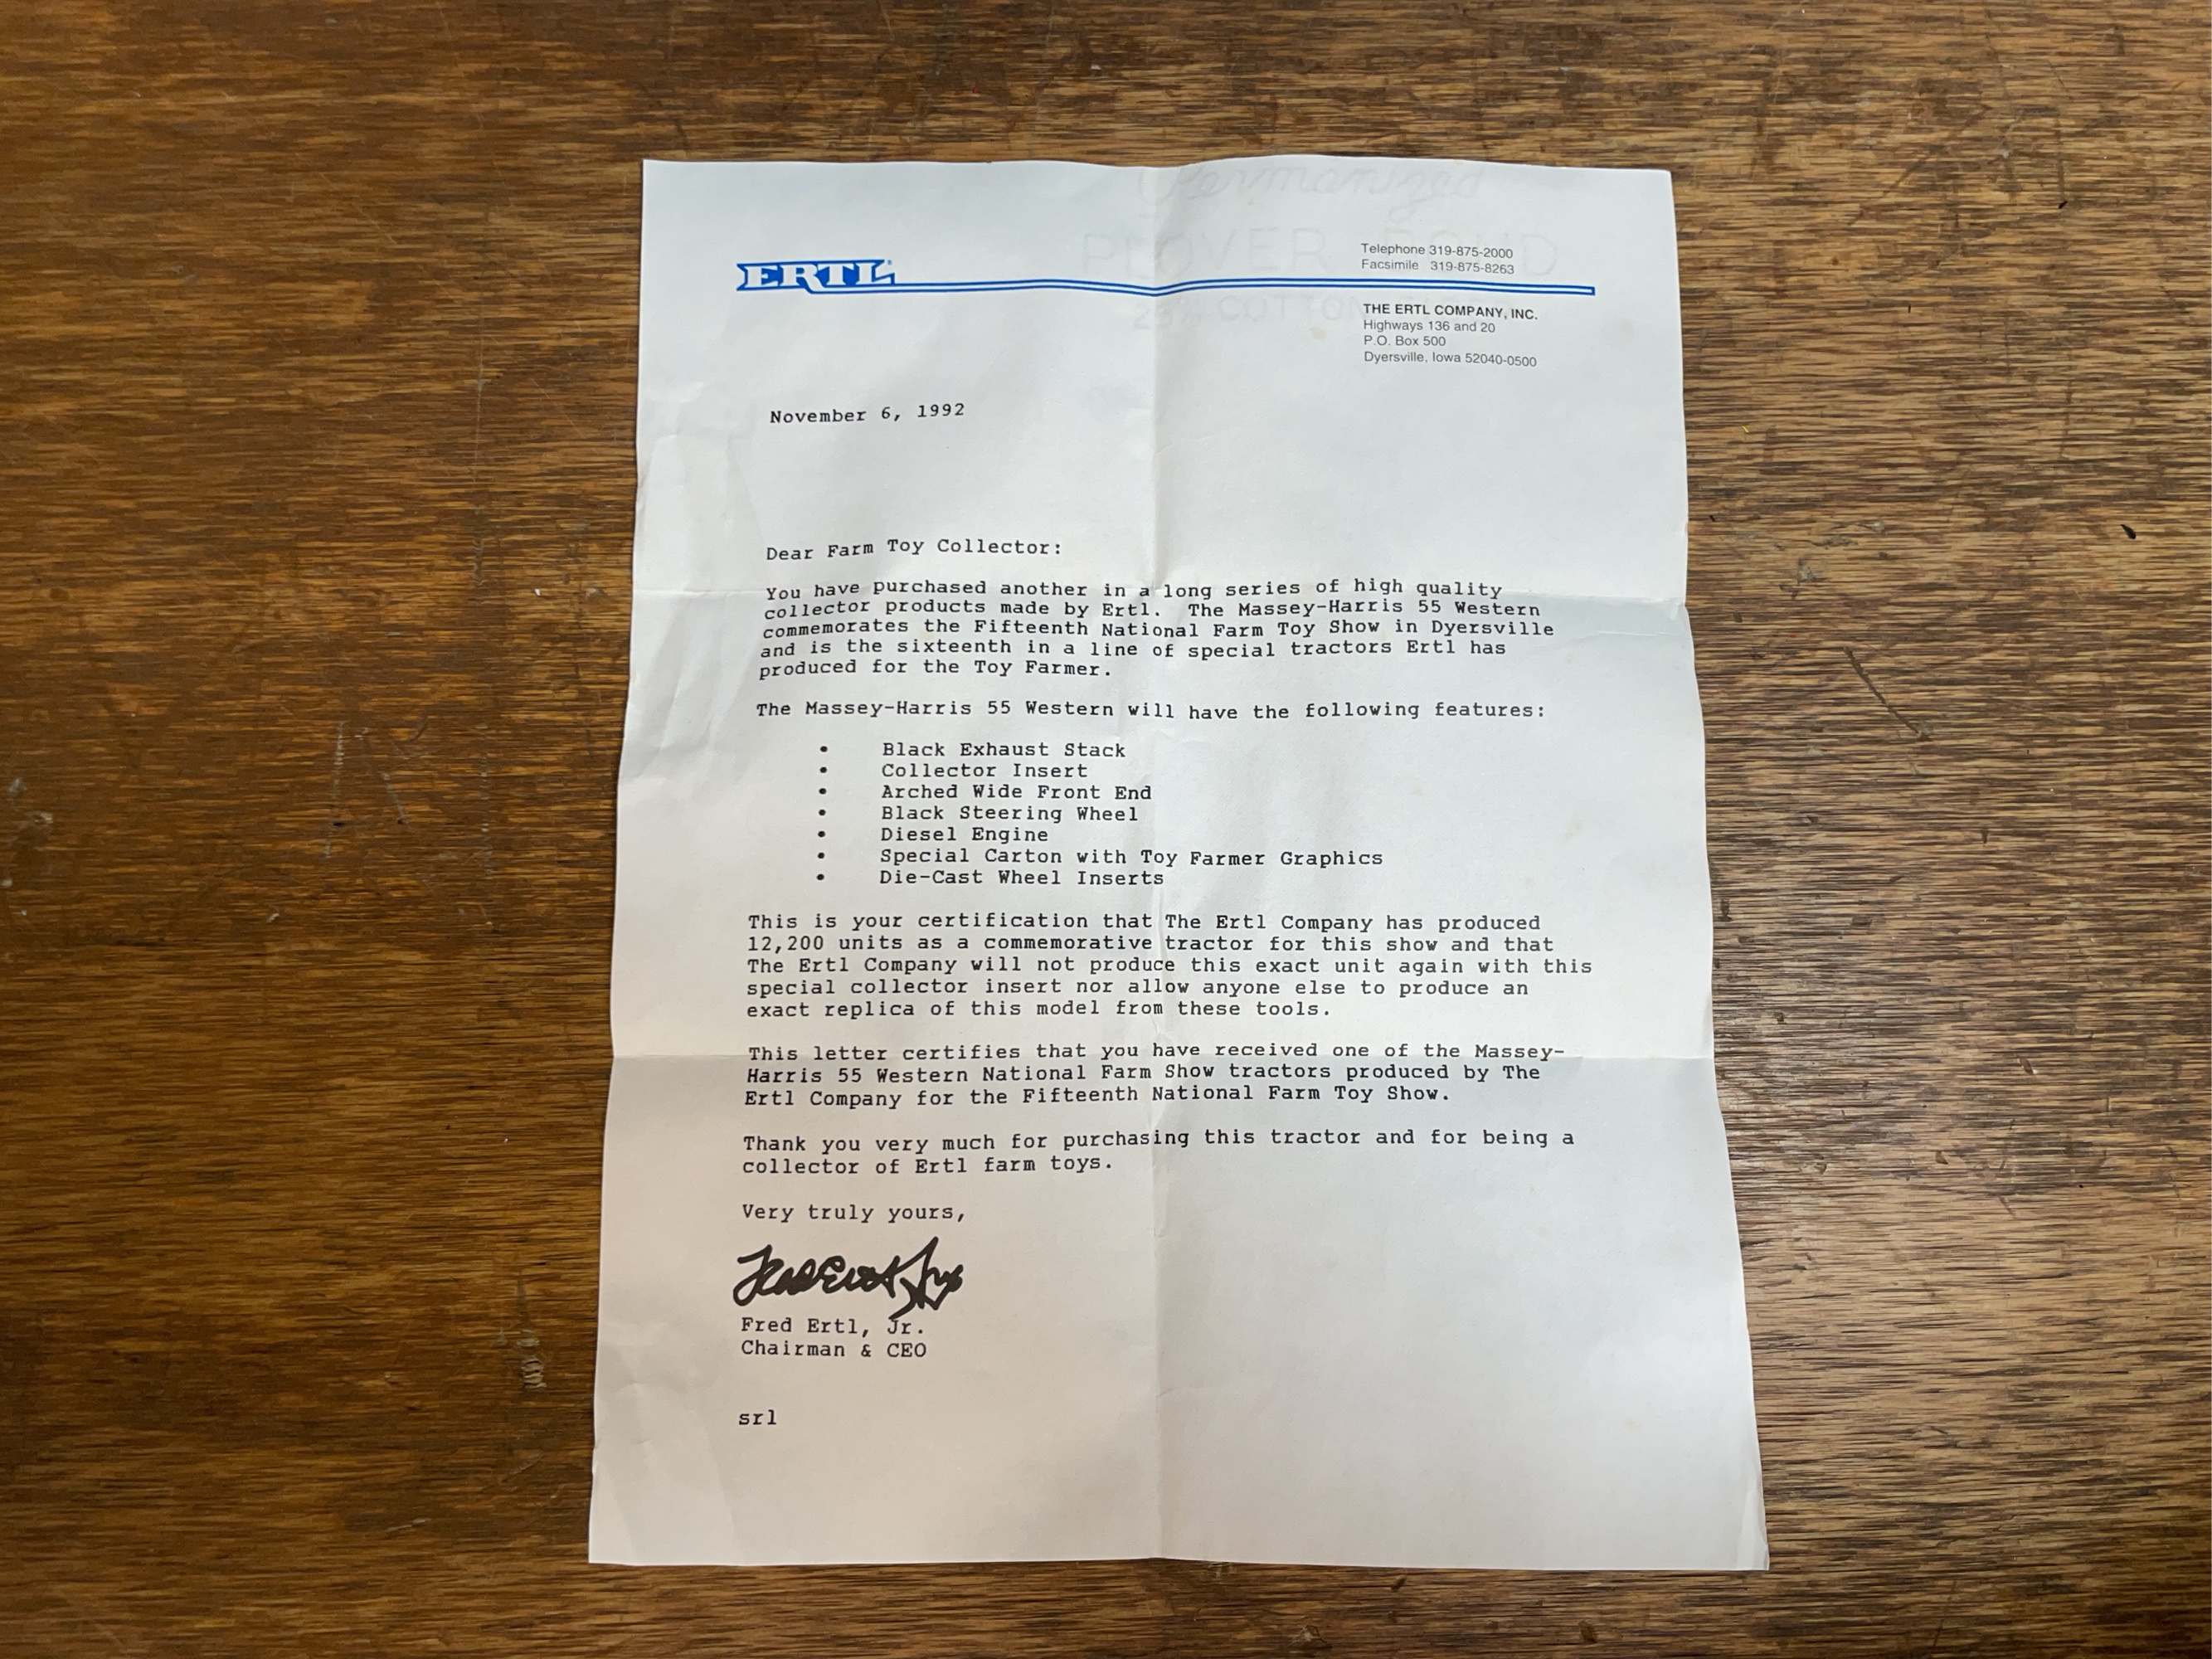 Permanized
PLOVER BOND
25% COTTON
ERTL
Telephone 319-875-2000
Facsimile 319-875-8263
THE ERTL COMPANY, INC.
Highways 136 and 20
P.O. Box 500
Dyersville, Iowa 52040-0500
November 6, 1992
Dear Farm Toy Collector:
You have purchased another in a long series of high quality
collector products made by Ertl. The Massey-Harris 55 Western
commemorates the Fifteenth National Farm Toy Show in Dyersville
and is the sixteenth in a line of special tractors Ertl has
produced for the Toy Farmer.
The Massey-Harris 55 Western will have the following features:
• Black Exhaust Stack
• Collector Insert
• Arched Wide Front End
• Black Steering Wheel
• Diesel Engine
• Special Carton with Toy Farmer Graphics
• Die-Cast Wheel Inserts
This is your certification that The Ertl Company has produced
12,200 units as a commemorative tractor for this show and that
The Ertl Company will not produce this exact unit again with this
special collector insert nor allow anyone else to produce an
exact replica of this model from these tools.
This letter certifies that you have received one of the Massey-
Harris 55 Western National Farm Show tractors produced by The
Ertl Company for the Fifteenth National Farm Toy Show.
Thank you very much for purchasing this tractor and for being a
collector of Ertl farm toys.
Very truly yours,
Fred Ertl, Jr.
Chairman & CEO
srl